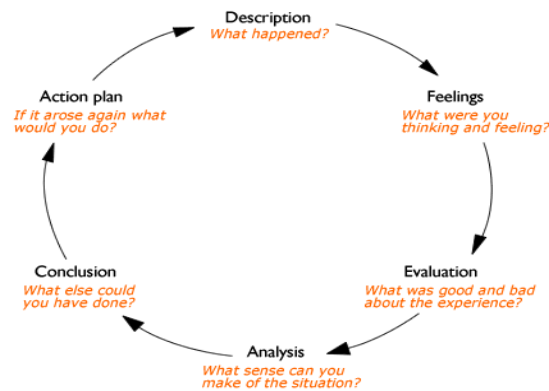 Description
What happened?
Feelings
What were you
thinking and feeling?
Evaluation
What was good and bad
about the experience?
Analysis
What sense can you
make of the situation?
Conclusion
What else could
you have done?
Action plan
If it arose again what
would you do?